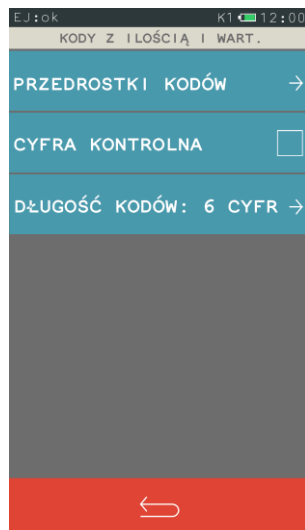 EJ:ok K1 12:00
KODY Z ILOŚCIĄ I WART.
PRZEDROSTKI KODÓW →
CYFRA KONTROLNA
DŁUGOŚĆ KODÓW: 6 CYFR →